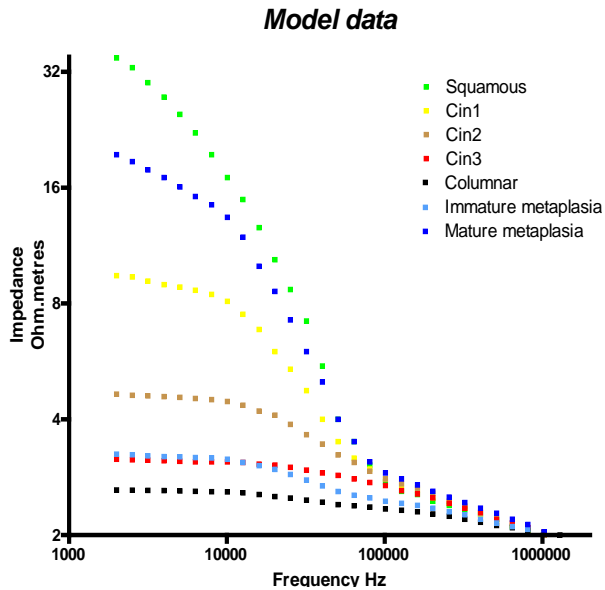 Model data
32
16
8
4
2
Impedance
Ohm.metres
Squamous
Cin1
Cin2
Cin3
Columnar
Immature metaplasia
Mature metaplasia
1000
10000
100000
1000000
Frequency Hz